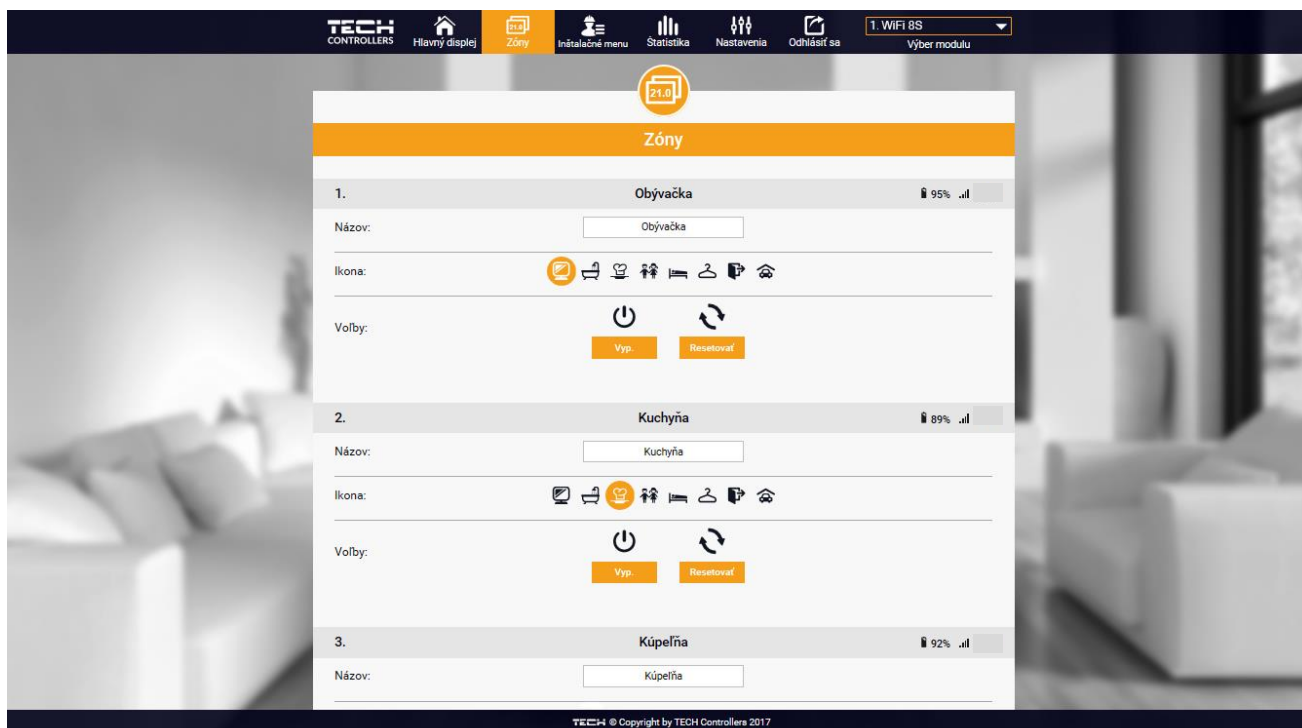 TECH
CONTROLLERS
Hlavný displej
21.0
Zóny
Inštalačné menu
Štatistika
Nastavenia
Odhlásiť sa
1. WiFi 8S
Výber modulu
21.0
Zóny
1. Obývačka 95%
Názov: Obývačka
Ikona:
Voľby:
Vyp. Resetovať
2. Kuchyňa 89%
Názov: Kuchyňa
Ikona:
Voľby:
Vyp. Resetovať
3. Kúpeľňa 92%
Názov: Kúpeľňa
TECH © Copyright by TECH Controllers 2017